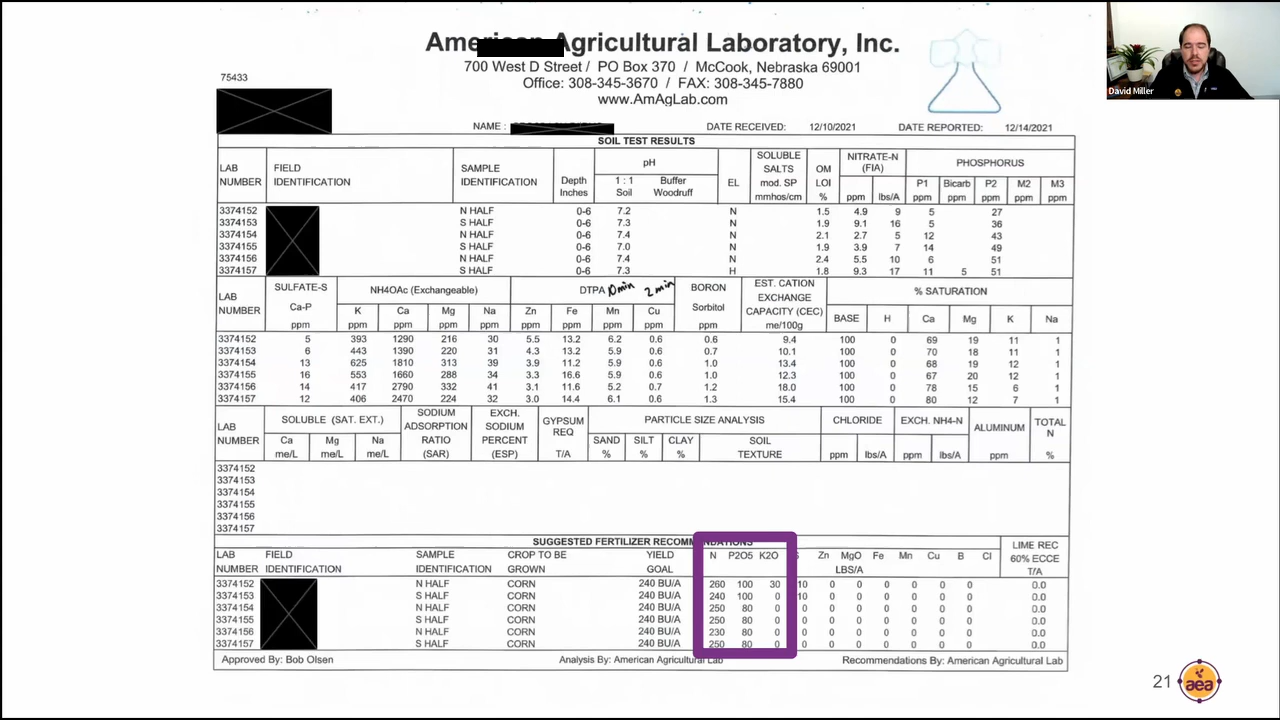 American Agricultural Laboratory, Inc.
700 West D Street / PO Box 370 / McCook, Nebraska 69001
Office: 308-345-3670 / FAX: 308-345-7880
www.AmAgLab.com
75433
NAME : DATE RECEIVED: 12/10/2021 DATE REPORTED: 12/14/2021
SOIL TEST RESULTS
LAB NUMBER FIELD IDENTIFICATION SAMPLE IDENTIFICATION Depth Inches pH 1 : 1 Soil Buffer Woodruff EL SOLUBLE SALTS mod. SP mmhos/cm OM LOI % NITRATE-N (FIA) ppm lbs/A PHOSPHORUS P1 ppm Bicarb ppm P2 ppm M2 ppm M3 ppm
3374152 N HALF 0-6 7.2 N 1.5 4.9 9 5 27
3374153 S HALF 0-6 7.3 N 1.9 9.1 16 5 36
3374154 N HALF 0-6 7.4 N 2.1 2.7 5 12 43
3374155 S HALF 0-6 7.0 N 1.9 3.9 7 14 49
3374156 N HALF 0-6 7.4 N 2.4 5.5 10 6 51
3374157 S HALF 0-6 7.3 H 1.8 9.3 17 11 5 51
LAB NUMBER SULFATE-S Ca-P ppm NH4OAc (Exchangeable) K ppm Ca ppm Mg ppm Na ppm DTPA 10min 2 min Zn ppm Fe ppm Mn ppm Cu ppm BORON Sorbitol ppm EST. CATION EXCHANGE CAPACITY (CEC) me/100g % SATURATION BASE H Ca Mg K Na
3374152 5 393 1290 216 30 5.5 13.2 6.2 0.6 0.6 9.4 100 0 69 19 11 1
3374153 6 443 1390 220 31 4.3 13.2 5.9 0.6 0.7 10.1 100 0 70 18 11 1
3374154 13 625 1810 313 39 3.9 11.2 5.9 0.6 1.0 13.4 100 0 68 19 12 1
3374155 16 553 1660 288 34 3.3 16.6 5.9 0.6 1.0 12.3 100 0 67 20 12 1
3374156 14 417 2790 332 41 3.1 11.6 5.2 0.7 1.2 18.0 100 0 78 15 6 1
3374157 12 406 2470 224 32 3.0 14.4 6.1 0.6 1.3 15.4 100 0 80 12 7 1
LAB NUMBER SOLUBLE (SAT. EXT.) Ca me/L Mg me/L Na me/L SODIUM ADSORPTION RATIO (SAR) EXCH. SODIUM PERCENT (ESP) GYPSUM REQ T/A PARTICLE SIZE ANALYSIS SAND % SILT % CLAY % SOIL TEXTURE CHLORIDE ppm lbs/A EXCH. NH4-N ppm lbs/A ALUMINUM ppm TOTAL N %
3374152
3374153
3374154
3374155
3374156
3374157
SUGGESTED FERTILIZER RECOMMENDATIONS
LAB NUMBER FIELD IDENTIFICATION SAMPLE IDENTIFICATION CROP TO BE GROWN YIELD GOAL N P2O5 K2O S Zn MgO Fe Mn Cu B Cl LBS/A LIME REC 60% ECCE T/A
3374152 N HALF CORN 240 BU/A 260 100 30 10 0 0 0 0 0 0 0 0.0
3374153 S HALF CORN 240 BU/A 240 100 0 10 0 0 0 0 0 0 0 0.0
3374154 N HALF CORN 240 BU/A 250 80 0 0 0 0 0 0 0 0 0.0
3374155 S HALF CORN 240 BU/A 250 80 0 0 0 0 0 0 0 0 0.0
3374156 N HALF CORN 240 BU/A 230 80 0 0 0 0 0 0 0 0 0.0
3374157 S HALF CORN 240 BU/A 250 80 0 0 0 0 0 0 0 0 0.0
Approved By: Bob Olsen Analysis By: American Agricultural Lab Recommendations By: American Agricultural Lab
David Miller
21
aea